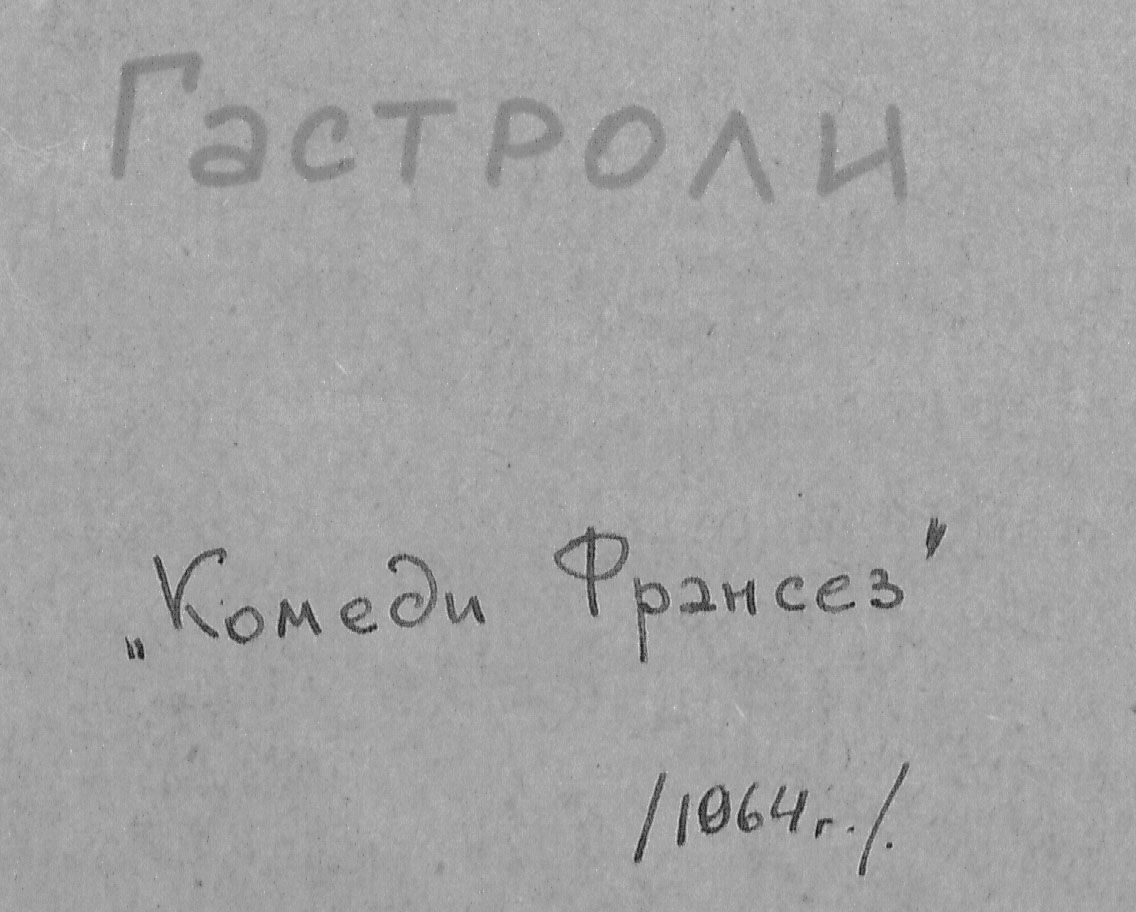 Гастроли
„Комеди Франсез"
/1964г./.